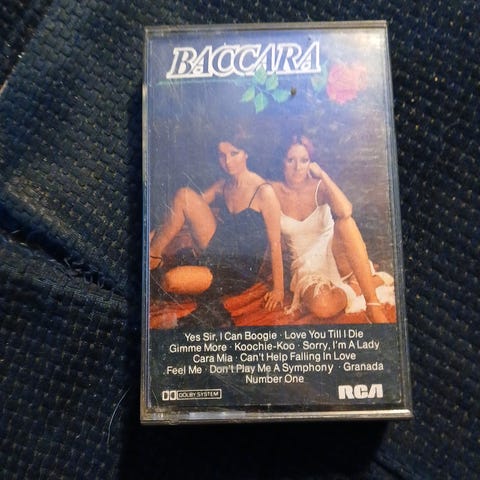 BACCARA
Yes Sir, I Can Boogie · Love You Till I Die
Gimme More · Koochie-Koo · Sorry, I'm A Lady
Cara Mia · Can't Help Falling In Love
Feel Me · Don't Play Me A Symphony · Granada
Number One
DOLBY SYSTEM
RCA